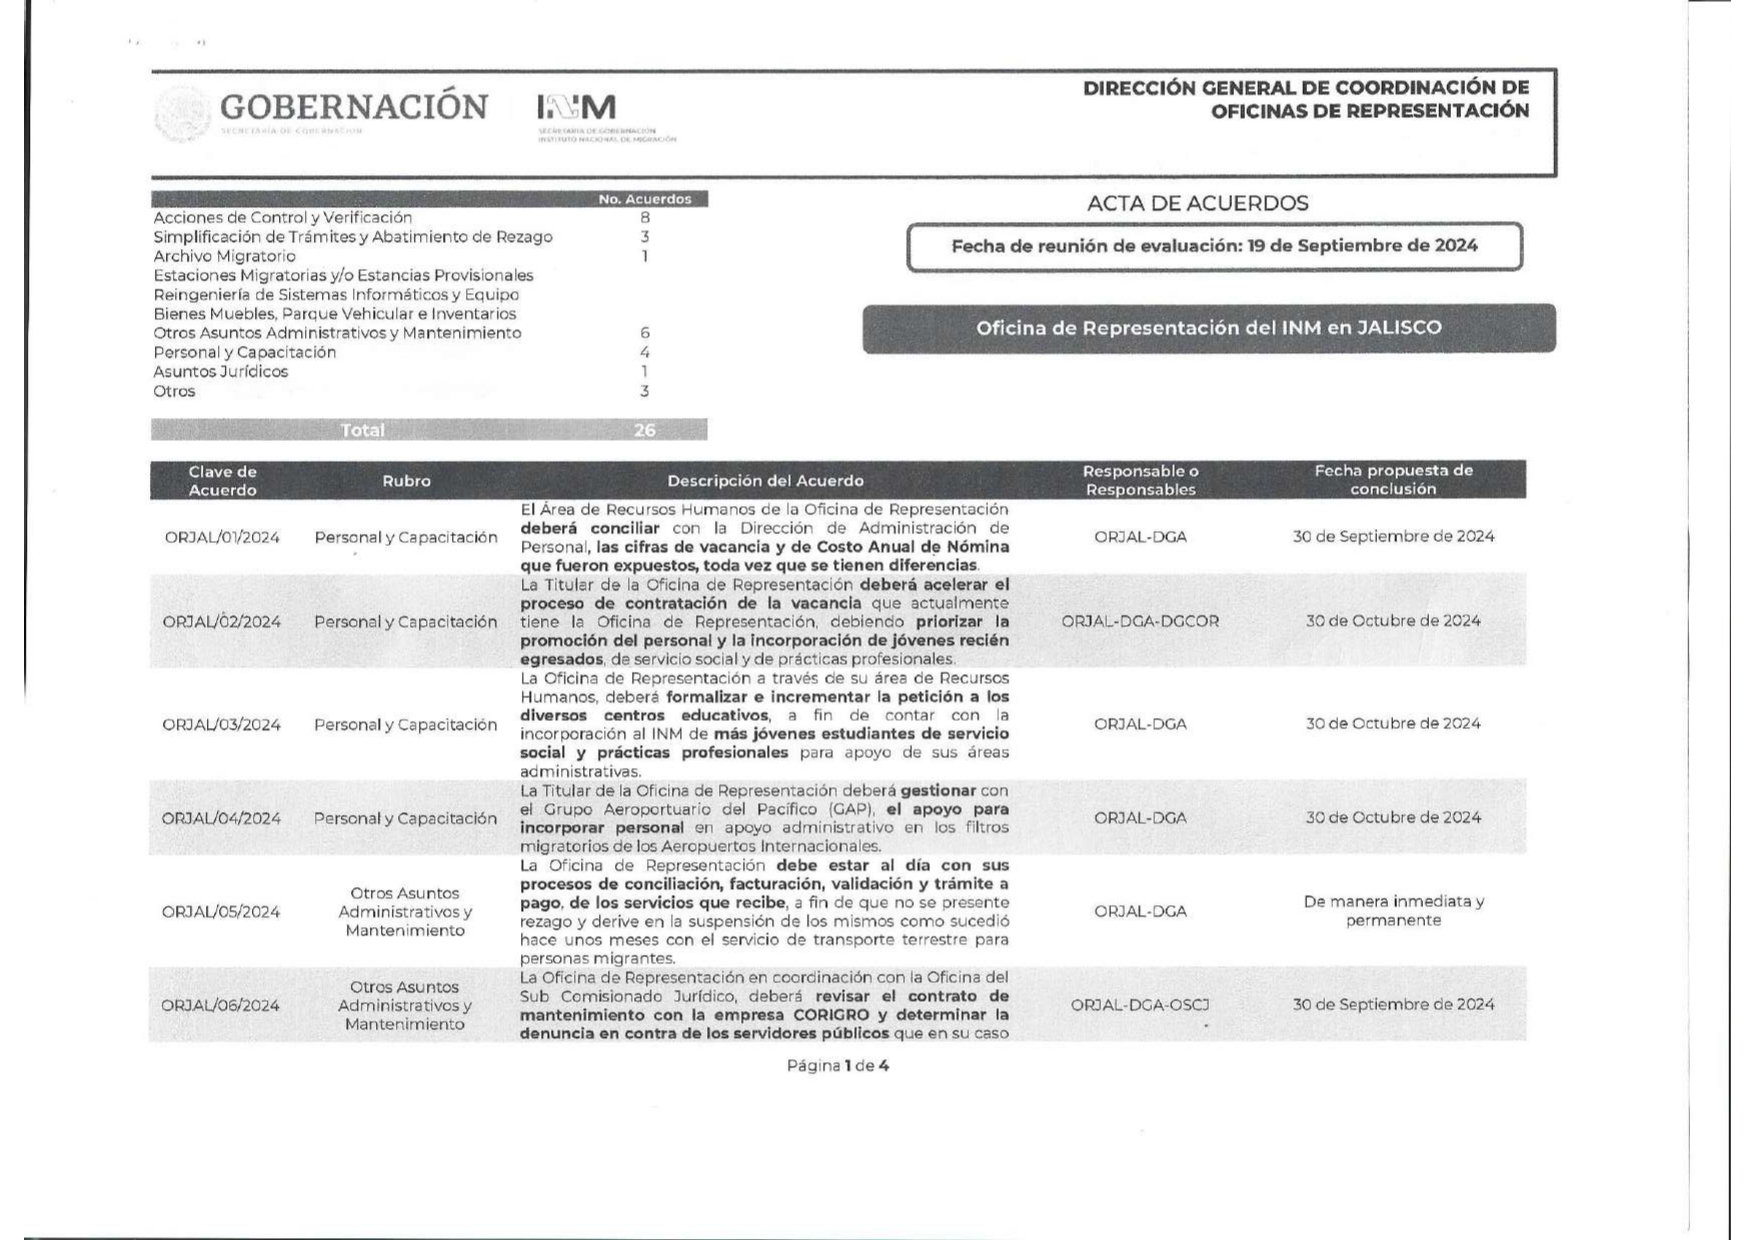 GOBERNACIÓN
SECRETARÍA DE GOBERNACIÓN
INM
SECRETARÍA DE GOBERNACIÓN
INSTITUTO NACIONAL DE MIGRACIÓN
DIRECCIÓN GENERAL DE COORDINACIÓN DE
OFICINAS DE REPRESENTACIÓN
No. Acuerdos
Acciones de Control y Verificación 8
Simplificación de Trámites y Abatimiento de Rezago 3
Archivo Migratorio 1
Estaciones Migratorias y/o Estancias Provisionales
Reingeniería de Sistemas Informáticos y Equipo
Bienes Muebles, Parque Vehicular e Inventarios
Otros Asuntos Administrativos y Mantenimiento 6
Personal y Capacitación 4
Asuntos Jurídicos 1
Otros 3
Total 26
ACTA DE ACUERDOS
Fecha de reunión de evaluación: 19 de Septiembre de 2024
Oficina de Representación del INM en JALISCO
Clave de
Acuerdo
Rubro
Descripción del Acuerdo
Responsable o
Responsables
Fecha propuesta de
conclusión
ORJAL/01/2024
Personal y Capacitación
El Área de Recursos Humanos de la Oficina de Representación
deberá conciliar con la Dirección de Administración de
Personal, las cifras de vacancia y de Costo Anual de Nómina
que fueron expuestos, toda vez que se tienen diferencias.
ORJAL-DGA
30 de Septiembre de 2024
ORJAL/02/2024
Personal y Capacitación
La Titular de la Oficina de Representación deberá acelerar el
proceso de contratación de la vacancia que actualmente
tiene la Oficina de Representación, debiendo priorizar la
promoción del personal y la incorporación de jóvenes recién
egresados, de servicio social y de prácticas profesionales.
ORJAL-DGA-DGCOR
30 de Octubre de 2024
ORJAL/03/2024
Personal y Capacitación
La Oficina de Representación a través de su área de Recursos
Humanos, deberá formalizar e incrementar la petición a los
diversos centros educativos, a fin de contar con la
incorporación al INM de más jóvenes estudiantes de servicio
social y prácticas profesionales para apoyo de sus áreas
administrativas.
ORJAL-DGA
30 de Octubre de 2024
ORJAL/04/2024
Personal y Capacitación
La Titular de la Oficina de Representación deberá gestionar con
el Grupo Aeroportuario del Pacífico (GAP), el apoyo para
incorporar personal en apoyo administrativo en los filtros
migratorios de los Aeropuertos Internacionales.
ORJAL-DGA
30 de Octubre de 2024
ORJAL/05/2024
Otros Asuntos
Administrativos y
Mantenimiento
La Oficina de Representación debe estar al día con sus
procesos de conciliación, facturación, validación y trámite a
pago, de los servicios que recibe, a fin de que no se presente
rezago y derive en la suspensión de los mismos como sucedió
hace unos meses con el servicio de transporte terrestre para
personas migrantes.
ORJAL-DGA
De manera inmediata y
permanente
ORJAL/06/2024
Otros Asuntos
Administrativos y
Mantenimiento
La Oficina de Representación en coordinación con la Oficina del
Sub Comisionado Jurídico, deberá revisar el contrato de
mantenimiento con la empresa CORIGRO y determinar la
denuncia en contra de los servidores públicos que en su caso
ORJAL-DGA-OSCJ
30 de Septiembre de 2024
Página 1 de 4